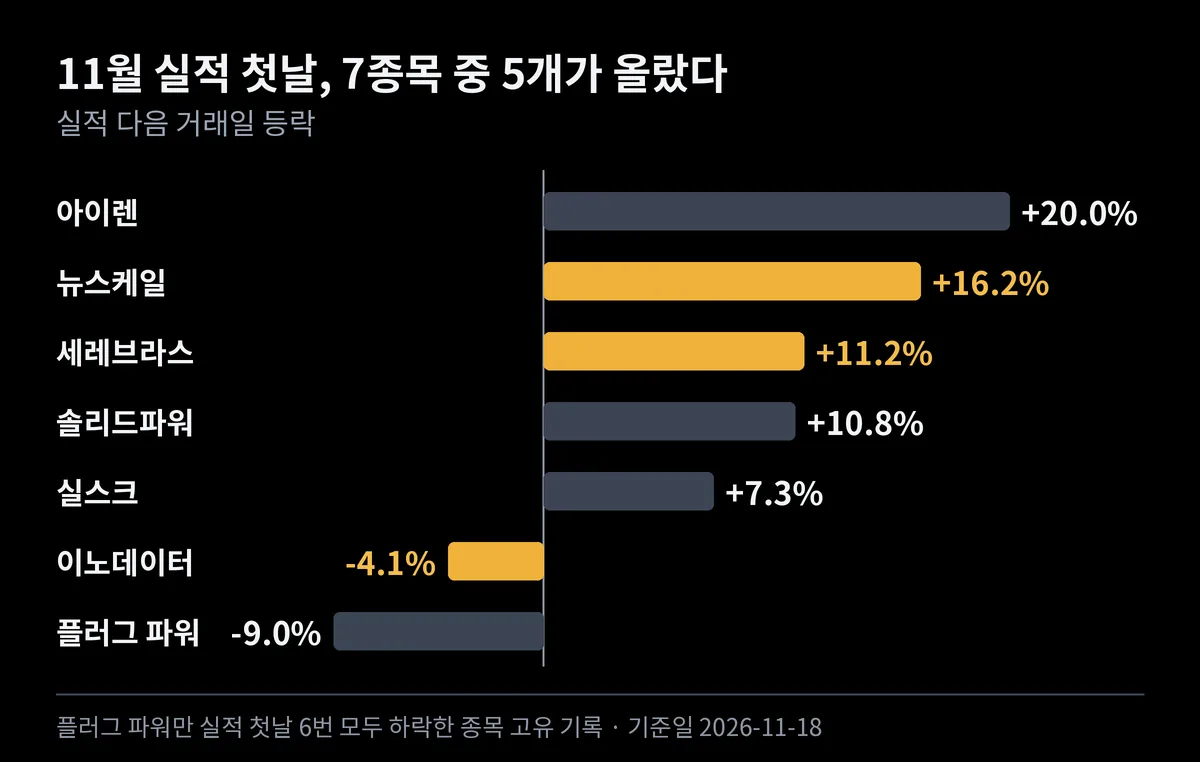 11월 실적 첫날, 7종목 중 5개가 올랐다
실적 다음 거래일 등락
아이렌 +20.0%
뉴스케일 +16.2%
세레브라스 +11.2%
솔리드파워 +10.8%
실스크 +7.3%
이노데이터 -4.1%
플러그 파워 -9.0%
플러그 파워만 실적 첫날 6번 모두 하락한 종목 고유 기록 · 기준일 2026-11-18